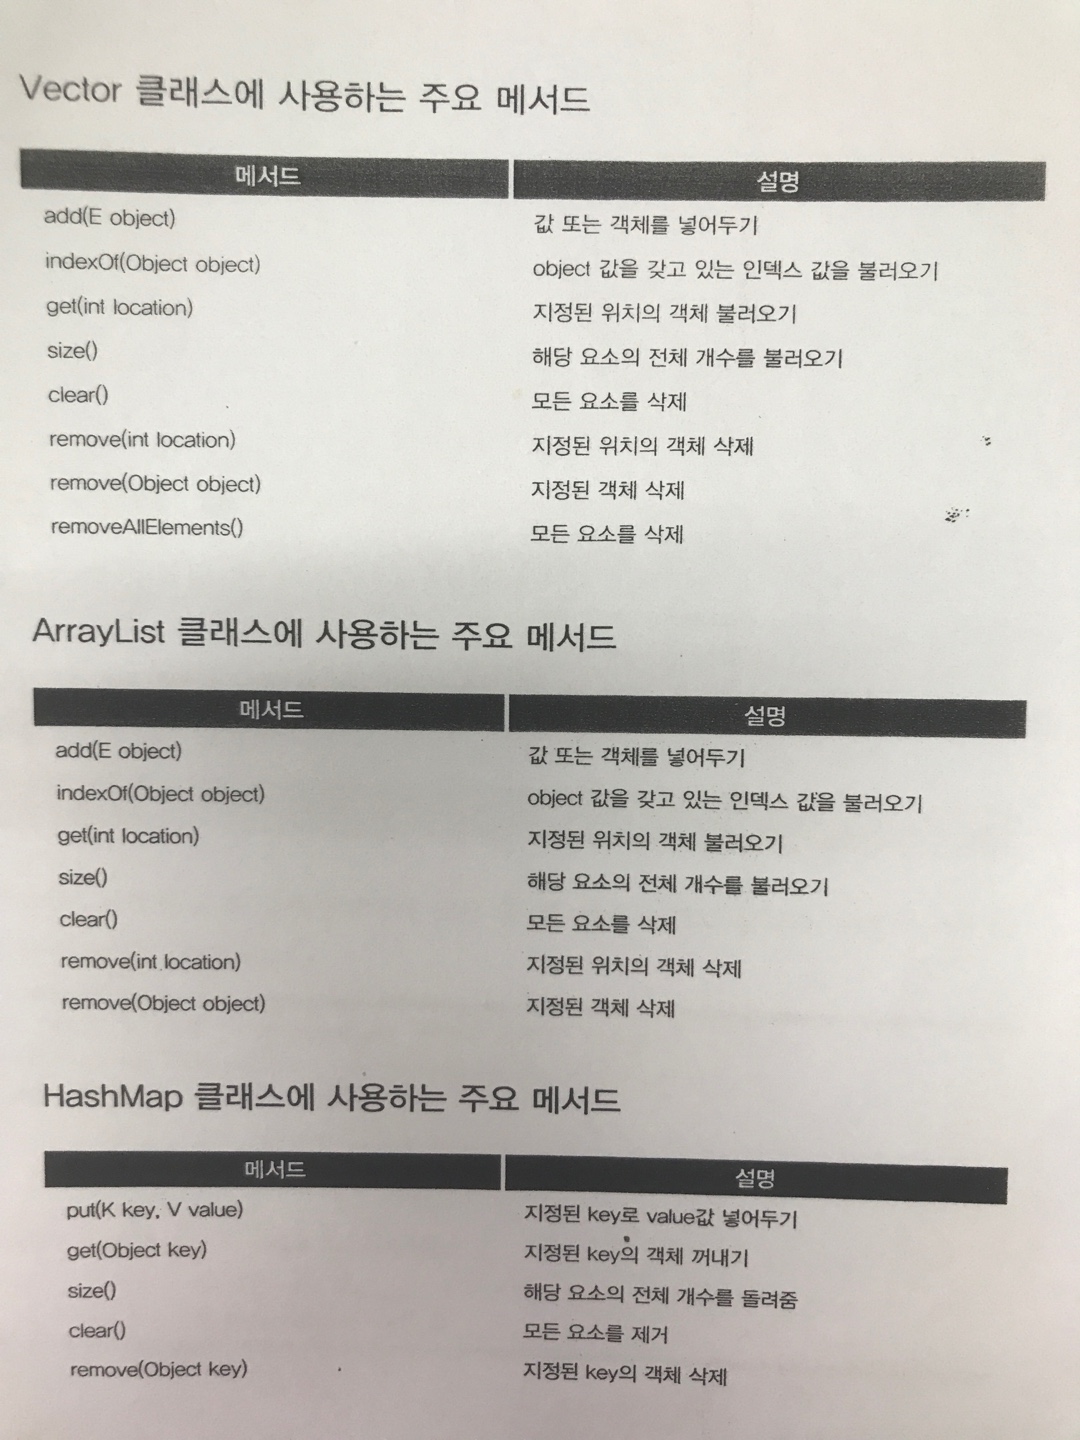 Vector 클래스에 사용하는 주요 메서드
메서드 설명
add(E object) 값 또는 객체를 넣어두기
indexOf(Object object) object 값을 갖고 있는 인덱스 값을 불러오기
get(int location) 지정된 위치의 객체 불러오기
size() 해당 요소의 전체 개수를 불러오기
clear() 모든 요소를 삭제
remove(int location) 지정된 위치의 객체 삭제
remove(Object object) 지정된 객체 삭제
removeAllElements() 모든 요소를 삭제
ArrayList 클래스에 사용하는 주요 메서드
메서드 설명
add(E object) 값 또는 객체를 넣어두기
indexOf(Object object) object 값을 갖고 있는 인덱스 값을 불러오기
get(int location) 지정된 위치의 객체 불러오기
size() 해당 요소의 전체 개수를 불러오기
clear() 모든 요소를 삭제
remove(int location) 지정된 위치의 객체 삭제
remove(Object object) 지정된 객체 삭제
HashMap 클래스에 사용하는 주요 메서드
메서드 설명
put(K key, V value) 지정된 key로 value값 넣어두기
get(Object key) 지정된 key의 객체 꺼내기
size() 해당 요소의 전체 개수를 돌려줌
clear() 모든 요소를 제거
remove(Object key) 지정된 key의 객체 삭제